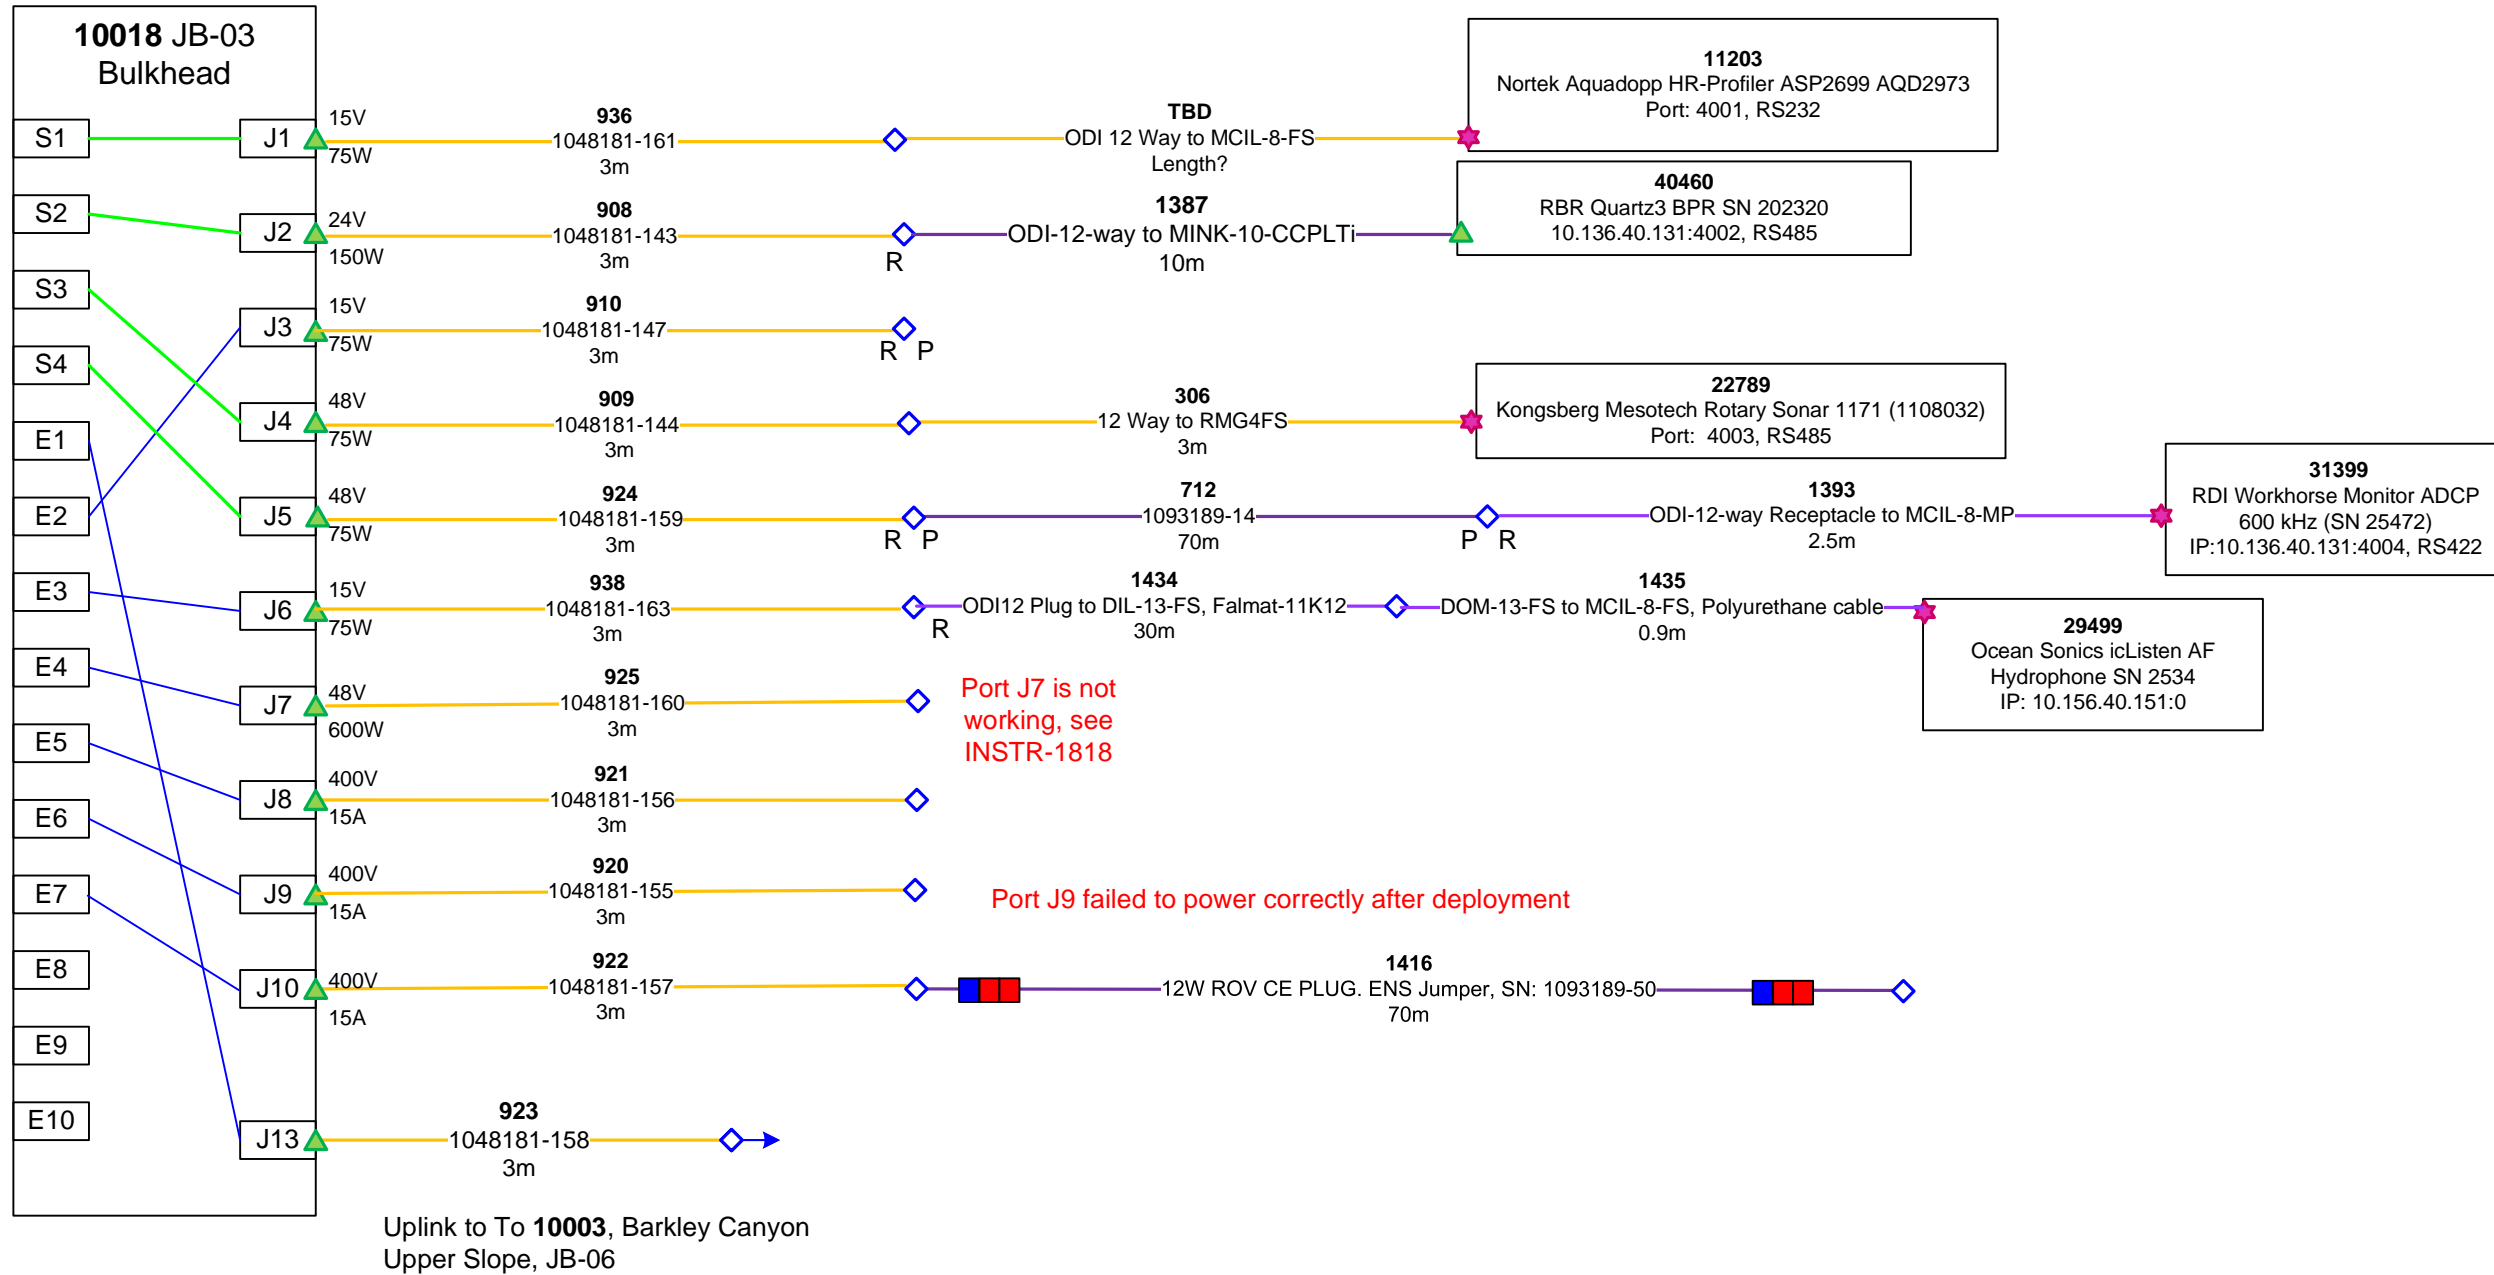 10018 JB-03
Bulkhead
S1
S2
S3
S4
E1
E2
E3
E4
E5
E6
E7
E8
E9
E10
J1
15V
75W
936
1048181-161
3m
TBD
ODI 12 Way to MCIL-8-FS
Length?
11203
Nortek Aquadopp HR-Profiler ASP2699 AQD2973
Port: 4001, RS232
J2
24V
150W
908
1048181-143
3m
R
1387
ODI-12-way to MINK-10-CCPLTi
10m
40460
RBR Quartz3 BPR SN 202320
10.136.40.131:4002, RS485
J3
15V
75W
910
1048181-147
3m
R P
J4
48V
75W
909
1048181-144
3m
306
12 Way to RMG4FS
3m
22789
Kongsberg Mesotech Rotary Sonar 1171 (1108032)
Port: 4003, RS485
J5
48V
75W
924
1048181-159
3m
R P
712
1093189-14
70m
P R
1393
ODI-12-way Receptacle to MCIL-8-MP
2.5m
31399
RDI Workhorse Monitor ADCP
600 kHz (SN 25472)
IP:10.136.40.131:4004, RS422
J6
15V
75W
938
1048181-163
3m
R
1434
ODI12 Plug to DIL-13-FS, Falmat-11K12
30m
1435
DOM-13-FS to MCIL-8-FS, Polyurethane cable
0.9m
29499
Ocean Sonics icListen AF
Hydrophone SN 2534
IP: 10.156.40.151:0
J7
48V
600W
925
1048181-160
3m
Port J7 is not
working, see
INSTR-1818
J8
400V
15A
921
1048181-156
3m
J9
400V
15A
920
1048181-155
3m
Port J9 failed to power correctly after deployment
J10
400V
15A
922
1048181-157
3m
1416
12W ROV CE PLUG. ENS Jumper, SN: 1093189-50
70m
J13
923
1048181-158
3m
Uplink to To 10003, Barkley Canyon
Upper Slope, JB-06